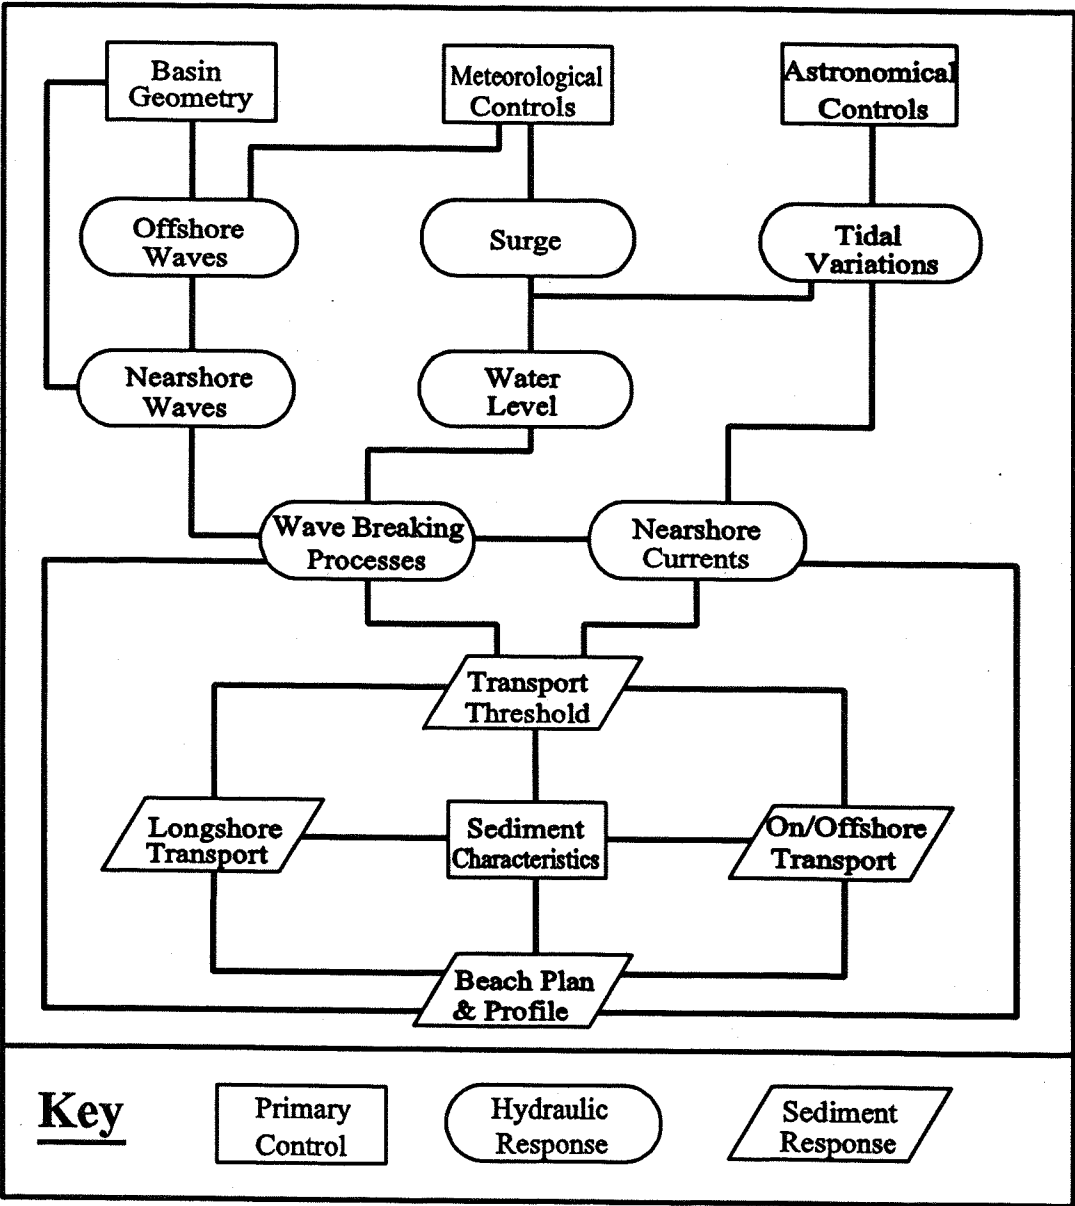 Basin
Geometry
Meteorological
Controls
Astronomical
Controls
Offshore
Waves
Surge
Tidal
Variations
Nearshore
Waves
Water
Level
Wave Breaking
Processes
Nearshore
Currents
Transport
Threshold
Longshore
Transport
Sediment
Characteristics
On/Offshore
Transport
Beach Plan
& Profile
Key
Primary
Control
Hydraulic
Response
Sediment
Response